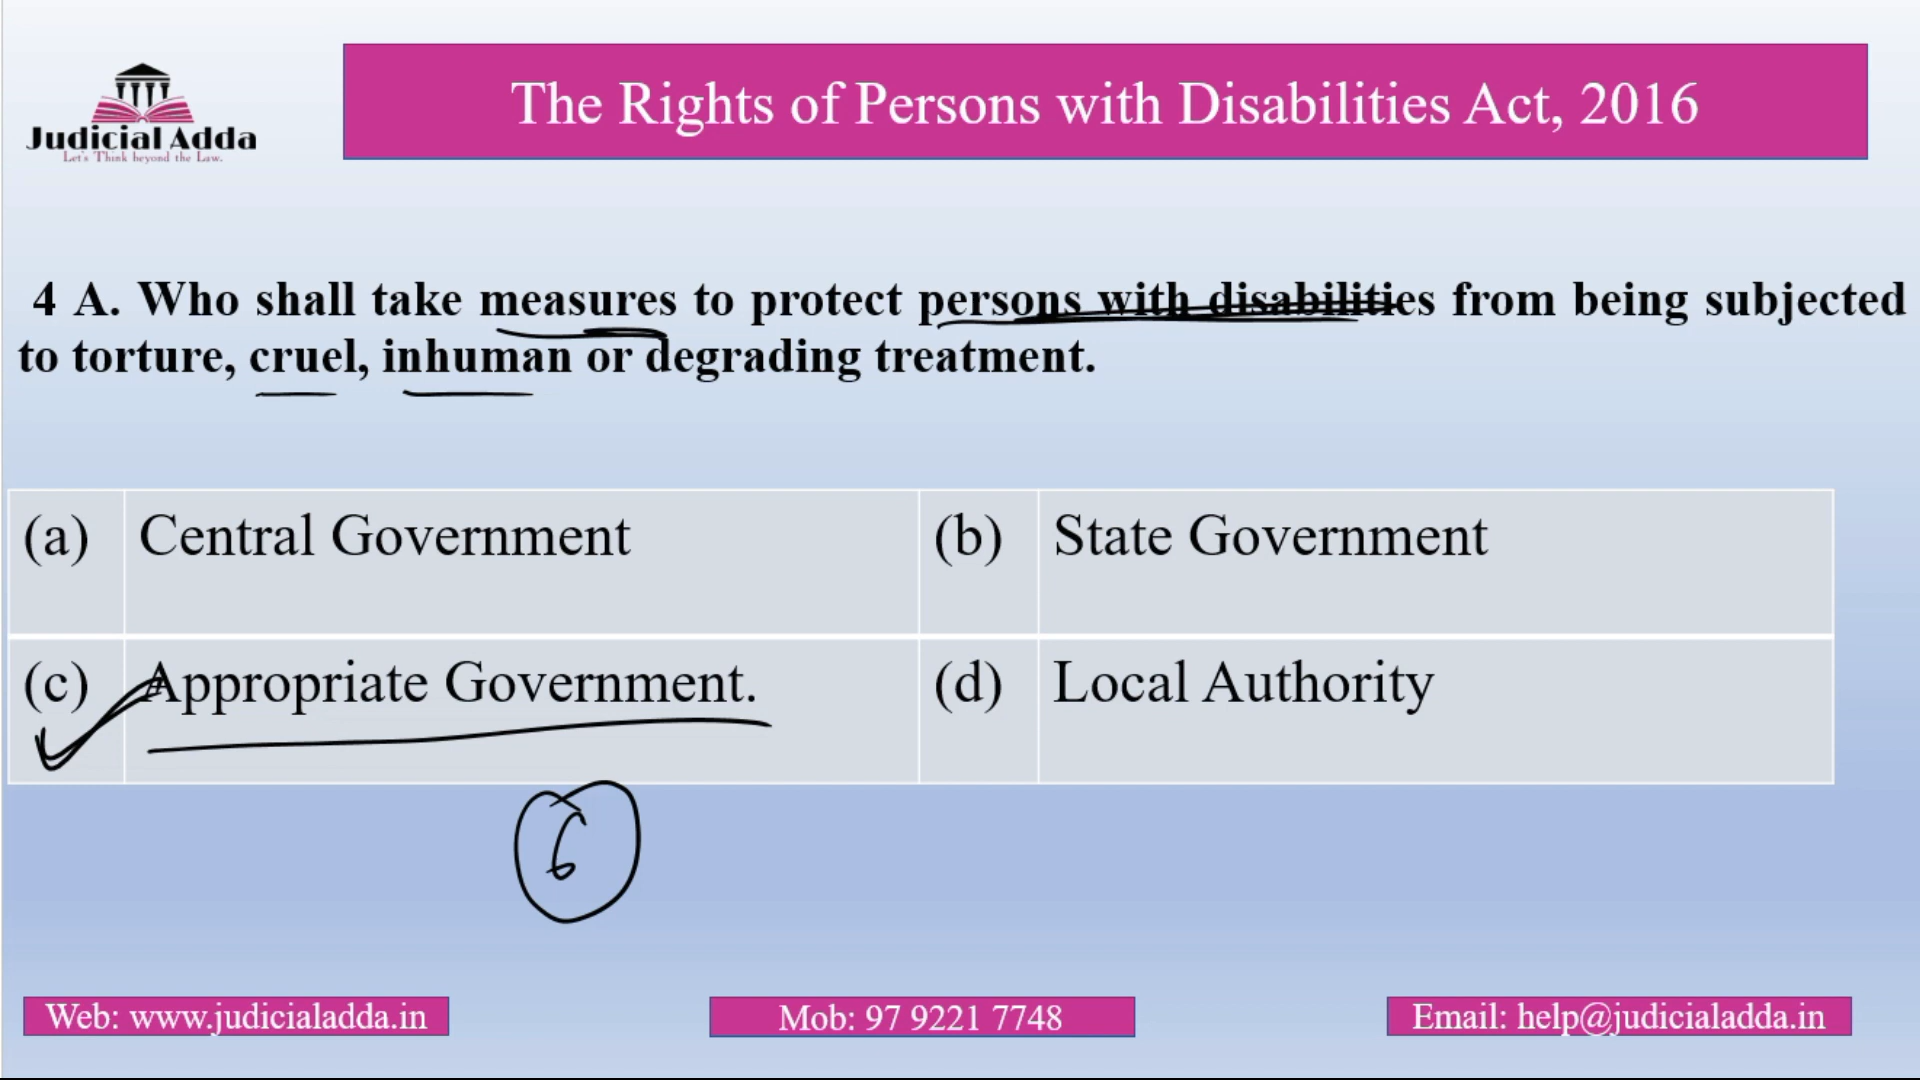 Judicial Adda
Let's Think beyond the Law.
The Rights of Persons with Disabilities Act, 2016
4 A. Who shall take measures to protect persons with disabilities from being subjected
to torture, cruel, inhuman or degrading treatment.
(a) Central Government (b) State Government
(c) Appropriate Government. (d) Local Authority
6
Web: www.judicialadda.in Mob: 97 9221 7748 Email: help@judicialadda.in